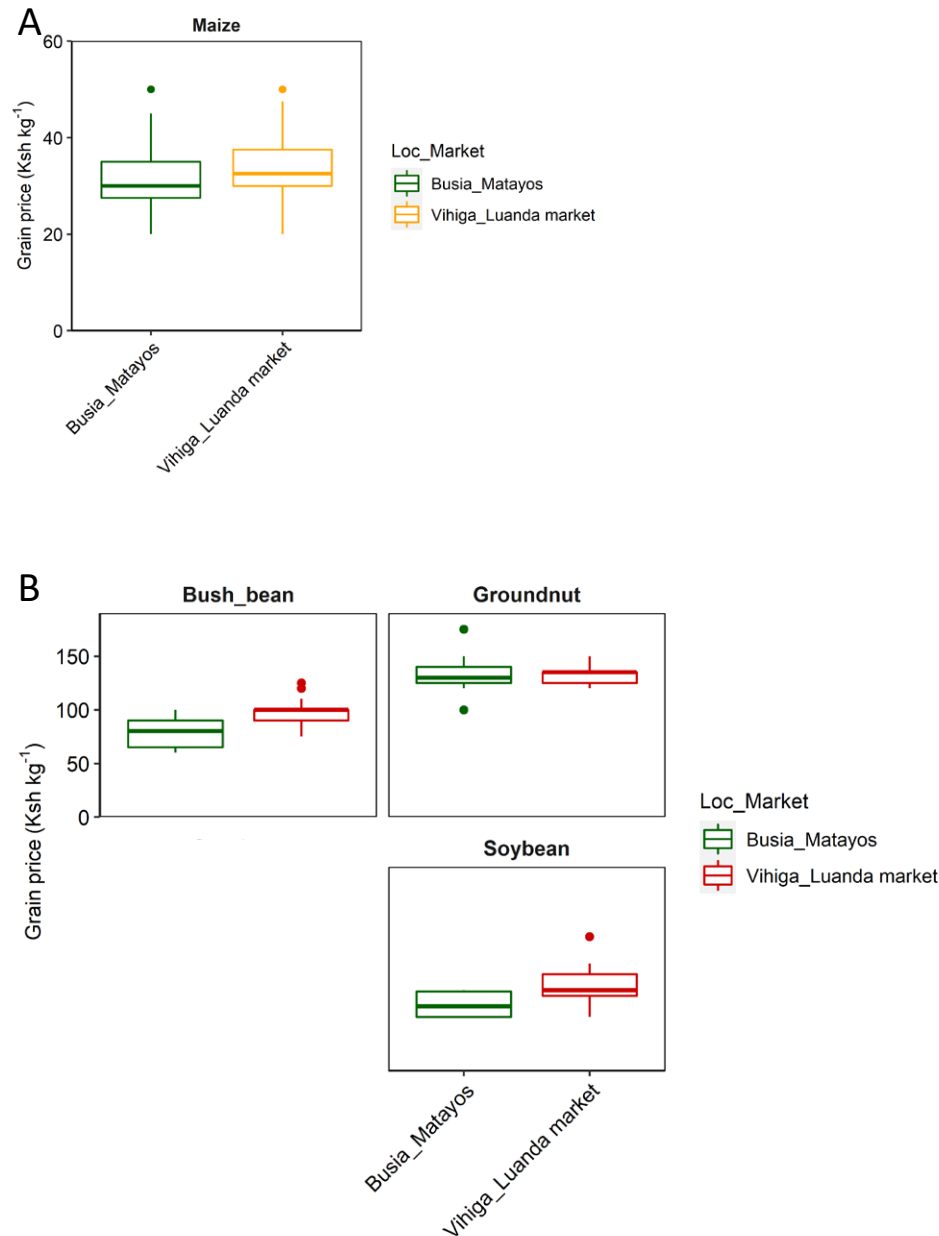 A
Maize
Grain price (Ksh kg-1)
60
40
20
0
Busia_Matayos
Vihiga_Luanda market
Loc_Market
Busia_Matayos
Vihiga_Luanda market
B
Bush_bean
Groundnut
Grain price (Ksh kg-1)
150
100
50
0
Soybean
Busia_Matayos
Vihiga_Luanda market
Loc_Market
Busia_Matayos
Vihiga_Luanda market